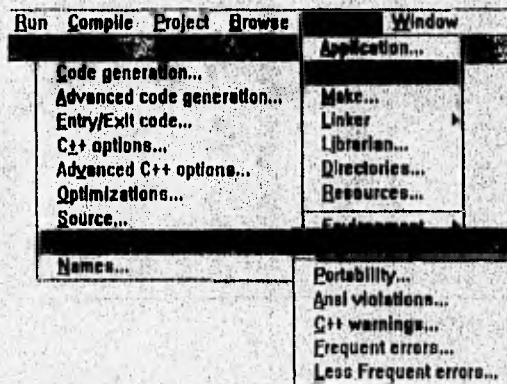 Run Compile Project Browse Window
Application...
Code generation...
Advanced code generation...
Make...
Entry/Exit code...
Linker
C++ options...
Librarian...
Advanced C++ options...
Directories...
Optimizations...
Resources...
Source...
Environment
Names...
Portability...
Ansi violations...
C++ warnings...
Frequent errors...
Less Frequent errors...